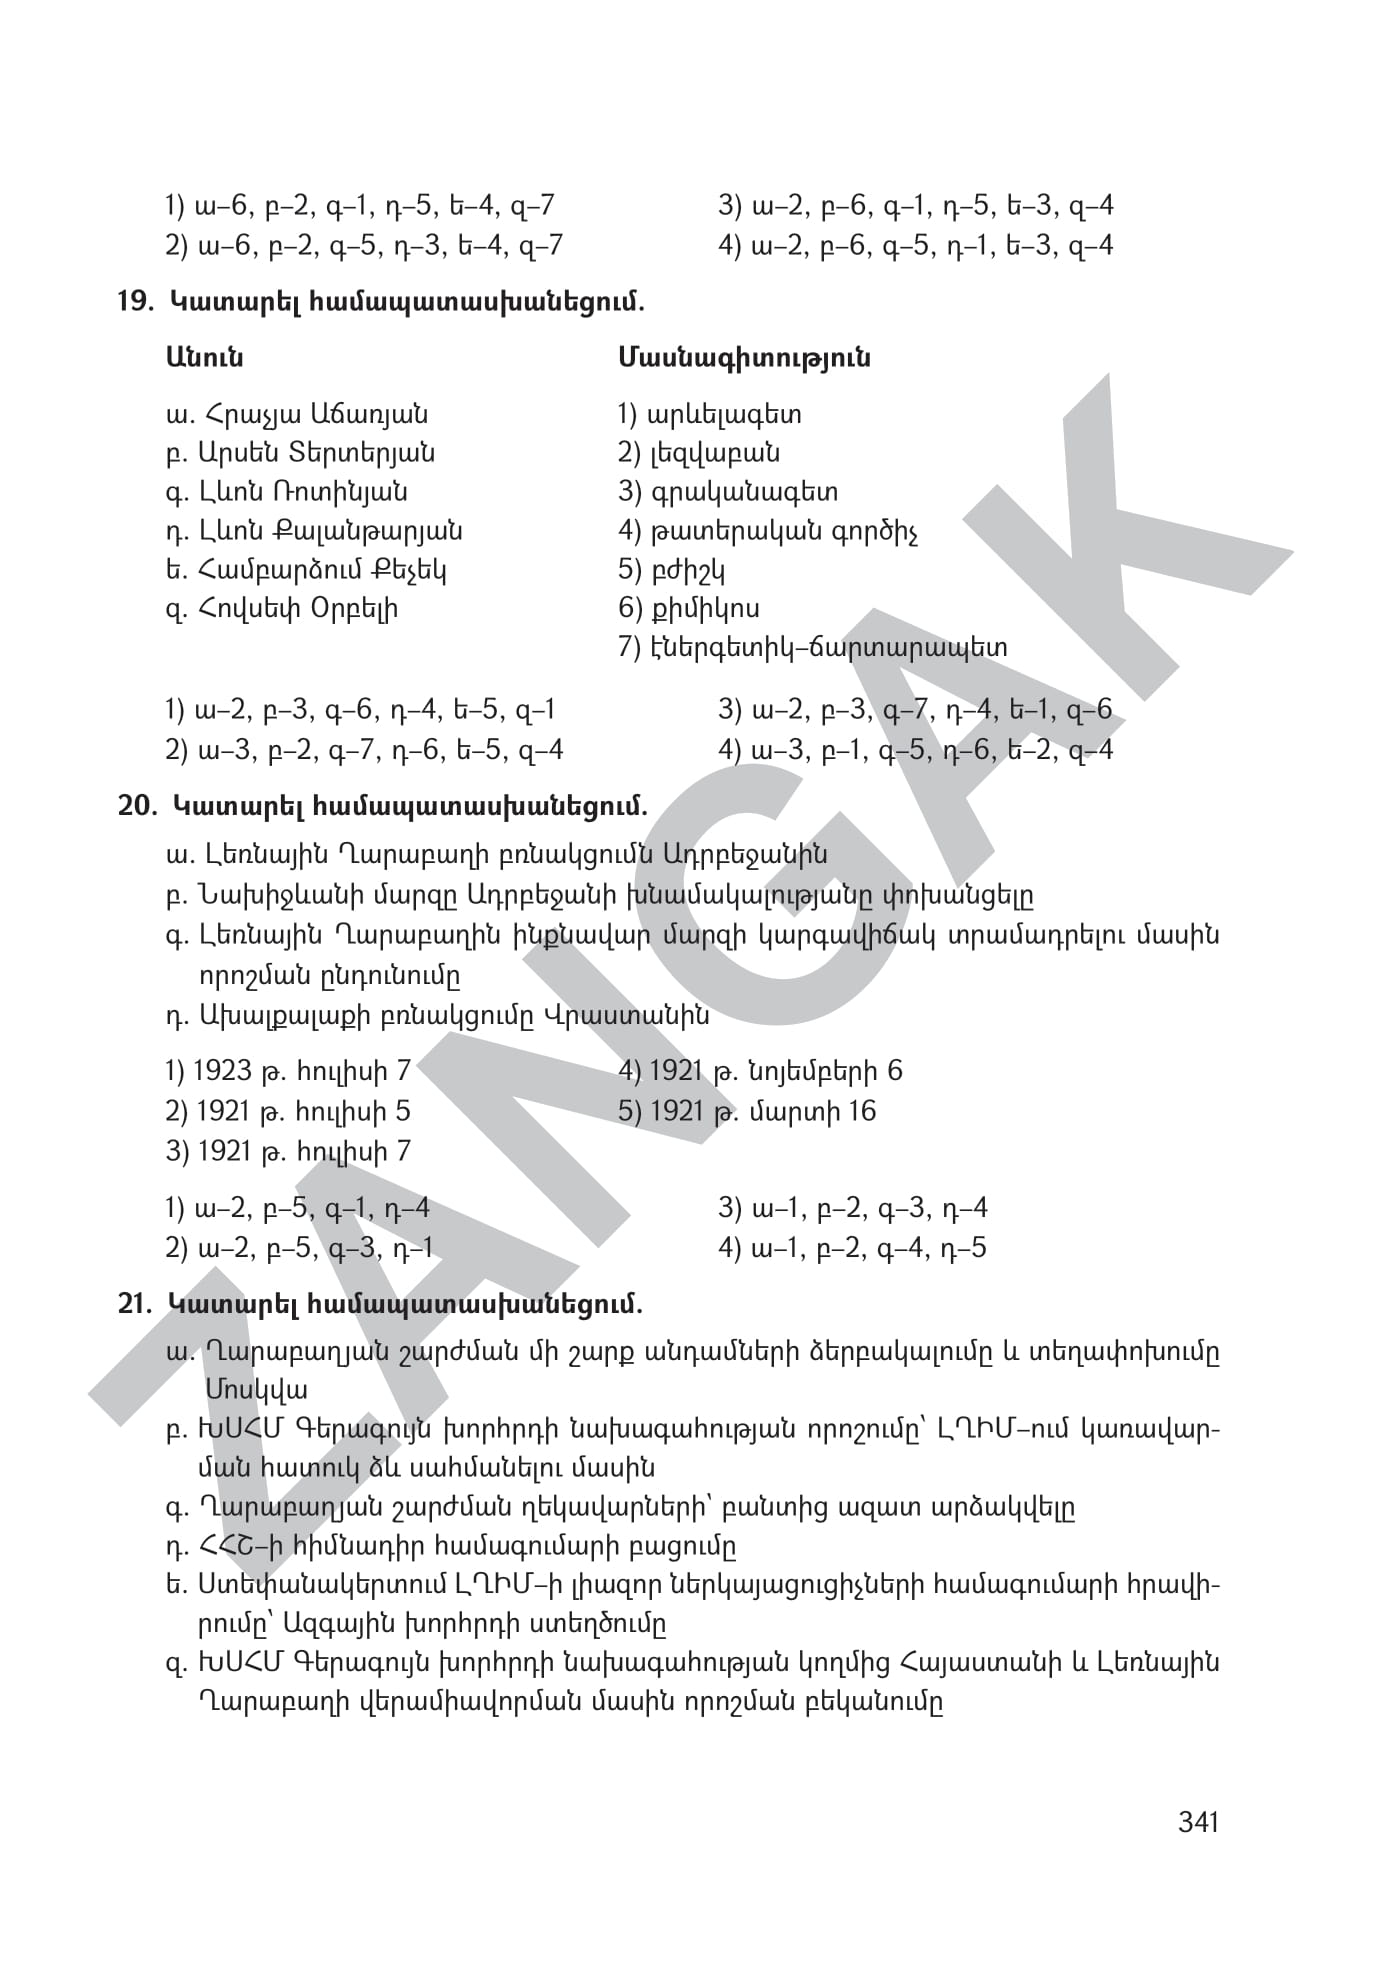 1) ա–6, բ–2, գ–1, դ–5, ե–4, զ–7
3) ա–2, բ–6, գ–1, դ–5, ե–3, զ–4
2) ա–6, բ–2, գ–5, դ–3, ե–4, զ–7
4) ա–2, բ–6, գ–5, դ–1, ե–3, զ–4
19. Կատարել համապատասխանեցում.
Անուն
Մասնագիտություն
ա. Հրաչյա Աճառյան
1) արևելագետ
բ. Արսեն Տերտերյան
2) լեզվաբան
գ. Լևոն Ռոտինյան
3) գրականագետ
դ. Լևոն Քալանթարյան
4) թատերական գործիչ
ե. Համբարձում Քեչեկ
5) բժիշկ
զ. Հովսեփ Օրբելի
6) քիմիկոս
7) էներգետիկ–ճարտարապետ
1) ա–2, բ–3, գ–6, դ–4, ե–5, զ–1
3) ա–2, բ–3, գ–7, դ–4, ե–1, զ–6
2) ա–3, բ–2, գ–7, դ–6, ե–5, զ–4
4) ա–3, բ–1, գ–5, դ–6, ե–2, զ–4
20. Կատարել համապատասխանեցում.
ա. Լեռնային Ղարաբաղի բռնակցումն Ադրբեջանին
բ. Նախիջևանի մարզը Ադրբեջանի խնամակալությանը փոխանցելը
գ. Լեռնային Ղարաբաղին ինքնավար մարզի կարգավիճակ տրամադրելու մասին
որոշման ընդունումը
դ. Ախալքալաքի բռնակցումը Վրաստանին
1) 1923 թ. հուլիսի 7
4) 1921 թ. նոյեմբերի 6
2) 1921 թ. հուլիսի 5
5) 1921 թ. մարտի 16
3) 1921 թ. հուլիսի 7
1) ա–2, բ–5, գ–1, դ–4
3) ա–1, բ–2, գ–3, դ–4
2) ա–2, բ–5, գ–3, դ–1
4) ա–1, բ–2, գ–4, դ–5
21. Կատարել համապատասխանեցում.
ա. Ղարաբաղյան շարժման մի շարք անդամների ձերբակալումը և տեղափոխումը
Մոսկվա
բ. ԽՍՀՄ Գերագույն խորհրդի նախագահության որոշումը՝ ԼՂԻՄ–ում կառավար-
ման հատուկ ձև սահմանելու մասին
գ. Ղարաբաղյան շարժման ղեկավարների՝ բանտից ազատ արձակվելը
դ. ՀՀՇ–ի հիմնադիր համագումարի բացումը
ե. Ստեփանակերտում ԼՂԻՄ–ի լիազոր ներկայացուցիչների համագումարի հրավի-
րումը՝ Ազգային խորհրդի ստեղծումը
զ. ԽՍՀՄ Գերագույն խորհրդի նախագահության կողմից Հայաստանի և Լեռնային
Ղարաբաղի վերամիավորման մասին որոշման բեկանումը
341
ZANGAK